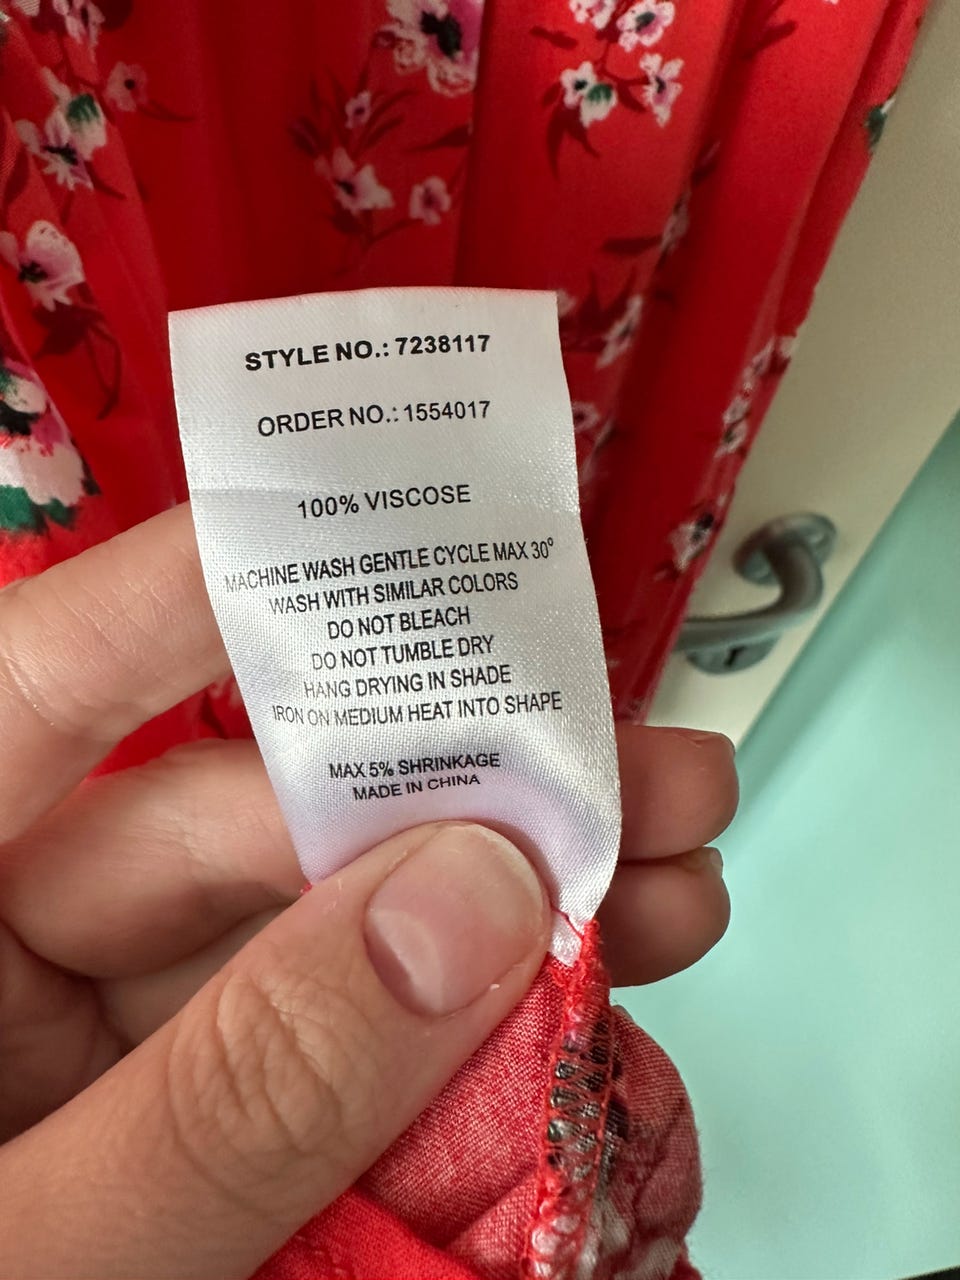 STYLE NO.: 7238117
ORDER NO.: 1554017
100% VISCOSE
MACHINE WASH GENTLE CYCLE MAX 30°
WASH WITH SIMILAR COLORS
DO NOT BLEACH
DO NOT TUMBLE DRY
HANG DRYING IN SHADE
IRON ON MEDIUM HEAT INTO SHAPE
MAX 5% SHRINKAGE
MADE IN CHINA